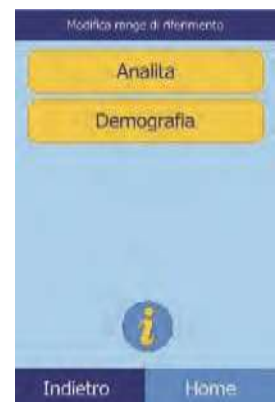 Modifica range di riferimento
Analita
Demografia
i
Indietro Home